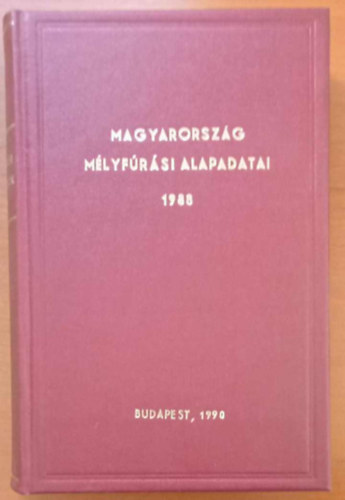 MAGYARORSZÁG
MÉLYFÚRÁSI ALAPADATAI
1988
BUDAPEST, 1990